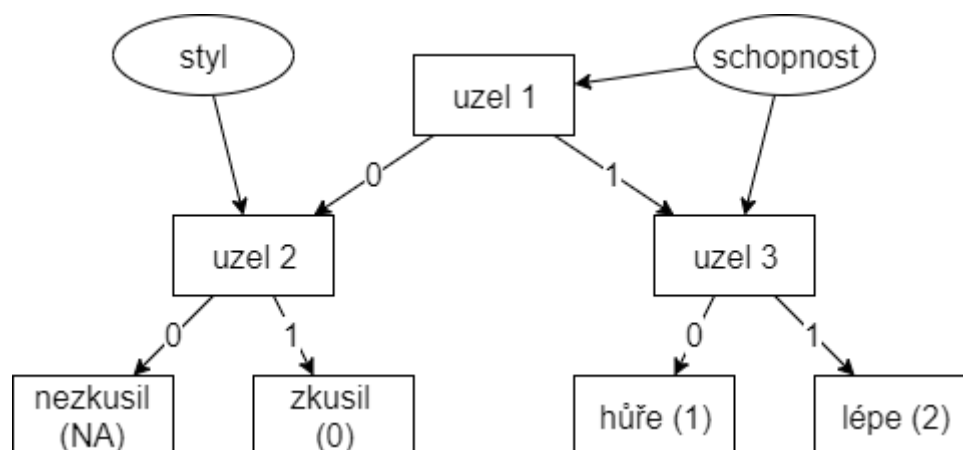 styl
uzel 1
schopnost
0
1
uzel 2
uzel 3
0
1
0
1
nezkusil
(NA)
zkusil
(0)
hůře (1)
lépe (2)